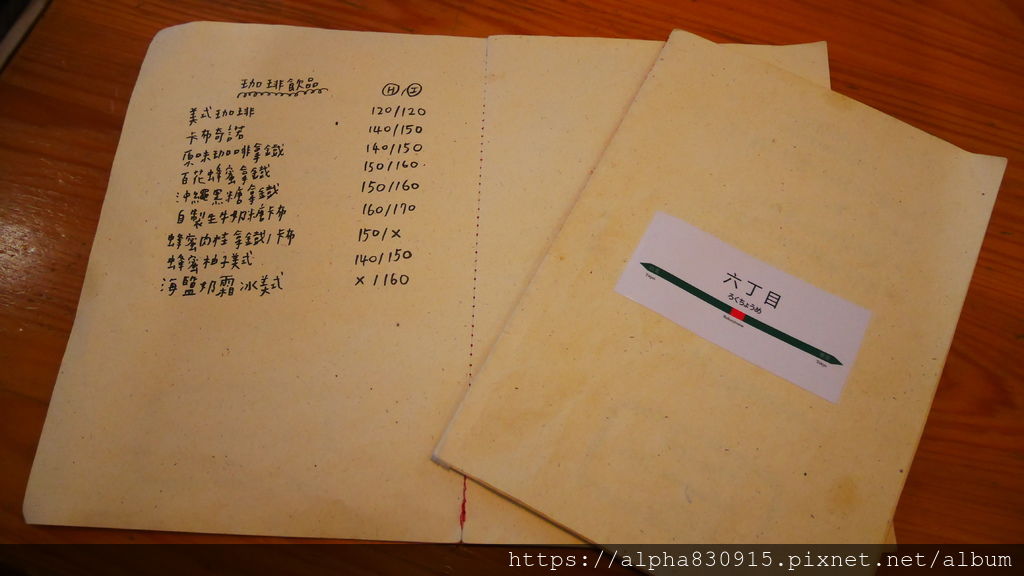 珈琲飲品 Ⓗ/Ⓘ
美式珈琲 120/120
卡布奇諾 140/150
原味珈啡拿鐵 140/150
百花蜂蜜拿鐵 150/160
沖繩黑糖拿鐵 150/160
自製生牛奶糖卡布 160/170
蜂蜜肉桂拿鐵/卡布 150/x
蜂蜜柚子美式 140/150
海鹽奶霜冰美式 x/160
六丁目
ろくちょうめ
Tokyo
Tokyo
https://alpha830915.pixnet.net/album